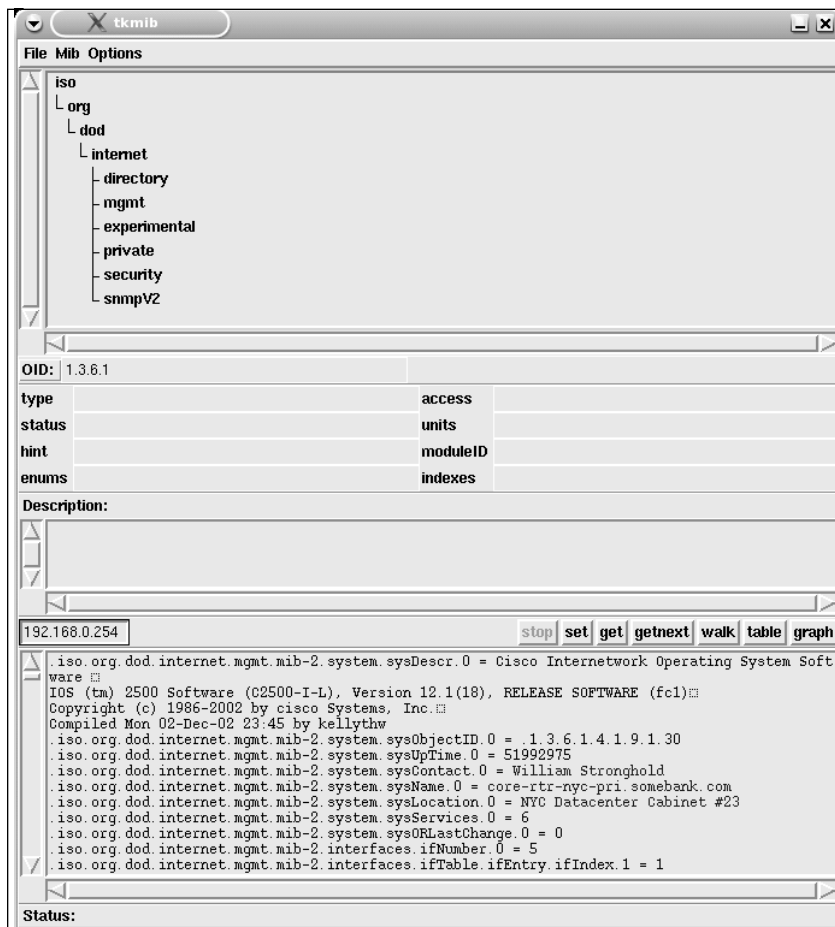 tkmib
File Mib Options
iso
org
dod
internet
directory
mgmt
experimental
private
security
snmpV2
OID: 1.3.6.1
type access
status units
hint moduleID
enums indexes
Description:
192.168.0.254 stop set get getnext walk table graph
.iso.org.dod.internet.mgmt.mib-2.system.sysDescr.0 = Cisco Internetwork Operating System Soft
ware
IOS (tm) 2500 Software (C2500-I-L), Version 12.1(18), RELEASE SOFTWARE (fc1)
Copyright (c) 1986-2002 by cisco Systems, Inc.
Compiled Mon 02-Dec-02 23:45 by kellythw
.iso.org.dod.internet.mgmt.mib-2.system.sysObjectID.0 = .1.3.6.1.4.1.9.1.30
.iso.org.dod.internet.mgmt.mib-2.system.sysUpTime.0 = 51992975
.iso.org.dod.internet.mgmt.mib-2.system.sysContact.0 = William Stronghold
.iso.org.dod.internet.mgmt.mib-2.system.sysName.0 = core-rtr-nyc-pri.somebank.com
.iso.org.dod.internet.mgmt.mib-2.system.sysLocation.0 = NYC Datacenter Cabinet #23
.iso.org.dod.internet.mgmt.mib-2.system.sysServices.0 = 6
.iso.org.dod.internet.mgmt.mib-2.system.sysORLastChange.0 = 0
.iso.org.dod.internet.mgmt.mib-2.interfaces.ifNumber.0 = 5
.iso.org.dod.internet.mgmt.mib-2.interfaces.ifTable.ifEntry.ifIndex.1 = 1
Status: